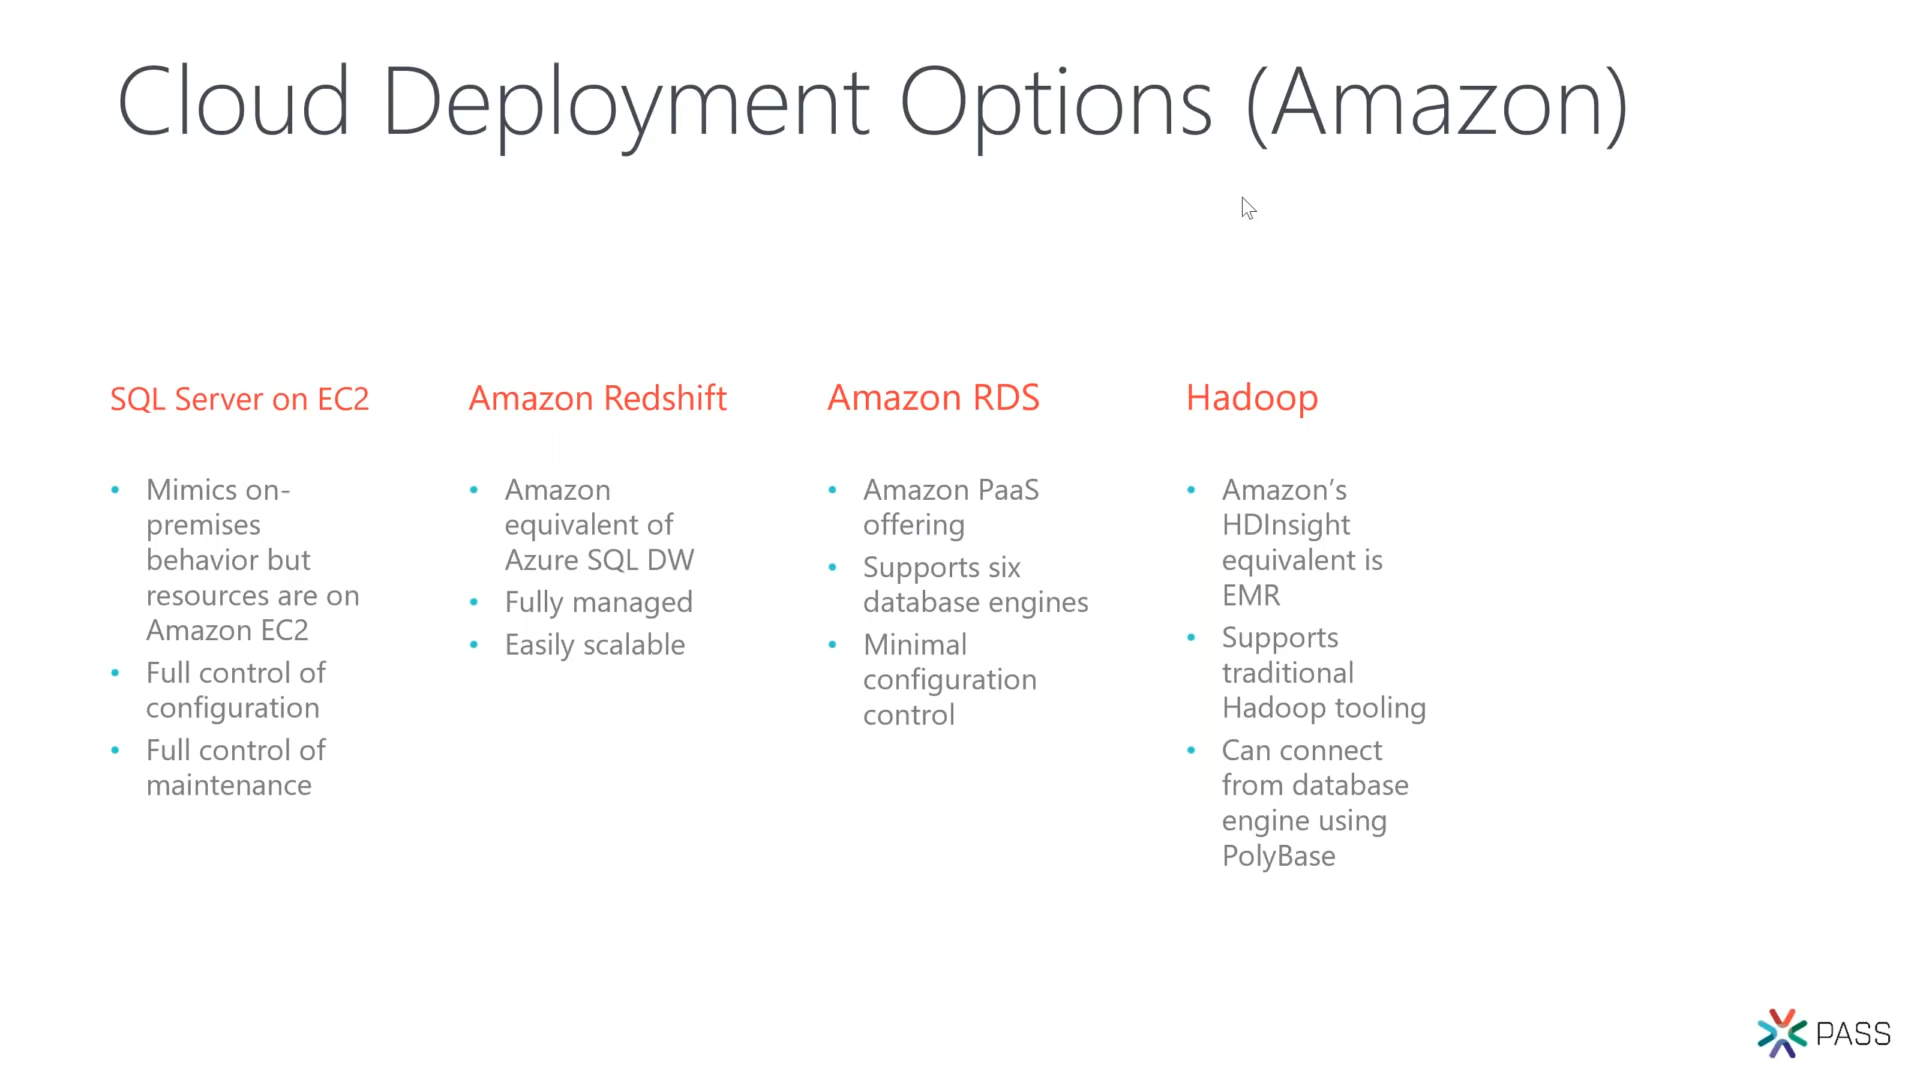 Cloud Deployment Options (Amazon)
SQL Server on EC2
• Mimics on-
premises
behavior but
resources are on
Amazon EC2
• Full control of
configuration
• Full control of
maintenance
Amazon Redshift
• Amazon
equivalent of
Azure SQL DW
• Fully managed
• Easily scalable
Amazon RDS
• Amazon PaaS
offering
• Supports six
database engines
• Minimal
configuration
control
Hadoop
• Amazon’s
HDInsight
equivalent is
EMR
• Supports
traditional
Hadoop tooling
• Can connect
from database
engine using
PolyBase
PASS